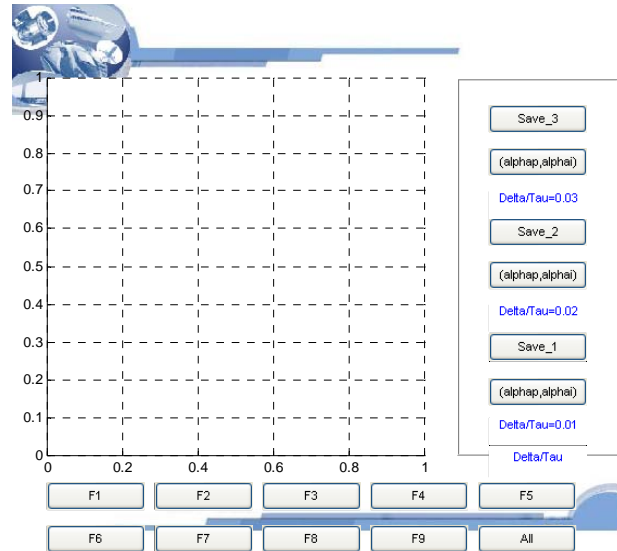 1
0.9
0.8
0.7
0.6
0.5
0.4
0.3
0.2
0.1
0
0 0.2 0.4 0.6 0.8 1
Save_3
(alphap,alphai)
Delta/Tau=0.03
Save_2
(alphap,alphai)
Delta/Tau=0.02
Save_1
(alphap,alphai)
Delta/Tau=0.01
Delta/Tau
F1 F2 F3 F4 F5
F6 F7 F8 F9 All